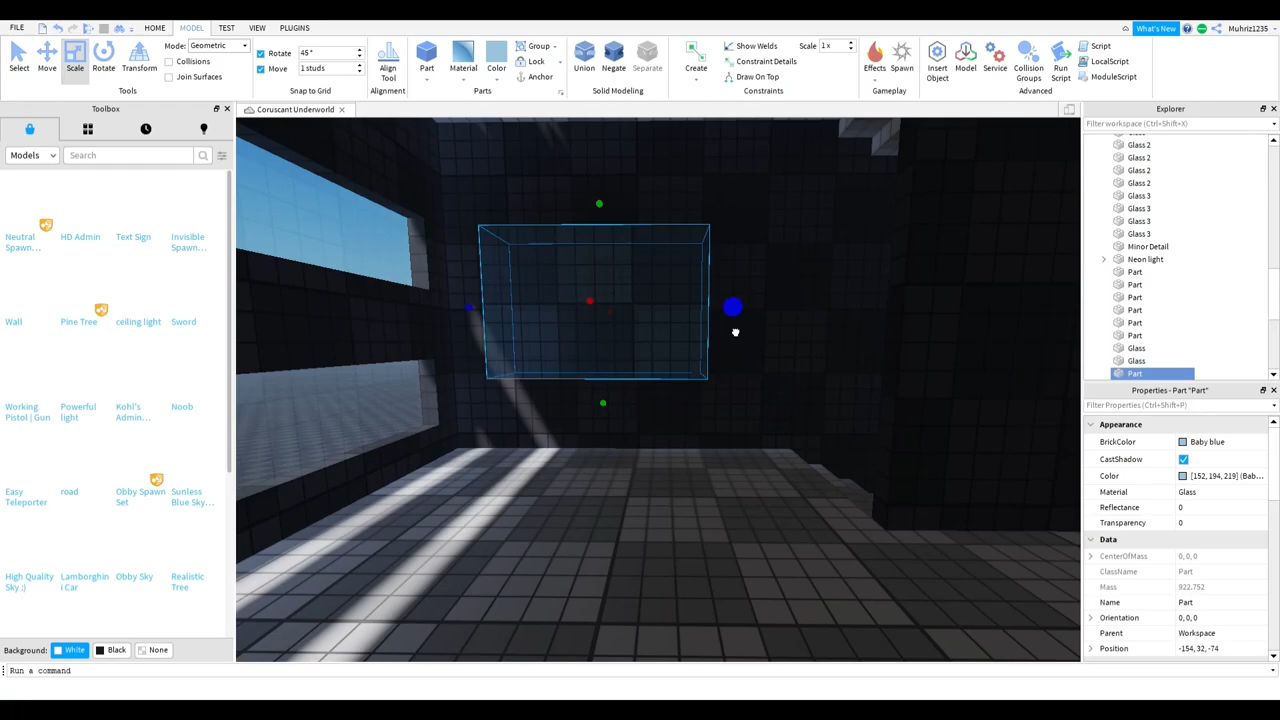 FILE HOME MODEL TEST VIEW PLUGINS What's New Muhriz1235
Select Move Scale Rotate Transform Mode: Geometric Collisions Join Surfaces Tools
Rotate 45 ° Move 1 studs Snap to Grid
Align Tool Alignment
Part Material Color Group Lock Anchor Parts
Union Negate Separate Solid Modeling
Create Show Welds Scale 1 x Constraint Details Draw On Top Constraints
Effects Spawn Gameplay
Insert Object Model Service Collision Groups Run Script Script LocalScript ModuleScript Advanced
Toolbox
Models Search
Neutral Spawn... HD Admin Text Sign Invisible Spawn...
Wall Pine Tree ceiling light Sword
Working Pistol | Gun Powerful light Kohl's Admin... Noob
Easy Teleporter road Obby Spawn Set Sunless Blue Sky...
High Quality Sky :) Lamborghini Car Obby Sky Realistic Tree
Background: White Black None
Run a command
Coruscant Underworld
Explorer
Filter workspace (Ctrl+Shift+X)
Glass 2
Glass 2
Glass 2
Glass 2
Glass 3
Glass 3
Glass 3
Glass 3
Minor Detail
Neon light
Part
Part
Part
Part
Part
Part
Glass
Glass
Part
Properties - Part "Part"
Filter Properties (Ctrl+Shift+P)
Appearance
BrickColor Baby blue
CastShadow
Color [152, 194, 219] (Bab...
Material Glass
Reflectance 0
Transparency 0
Data
CenterOfMass 0, 0, 0
ClassName Part
Mass 922.752
Name Part
Orientation 0, 0, 0
Parent Workspace
Position -154, 32, -74